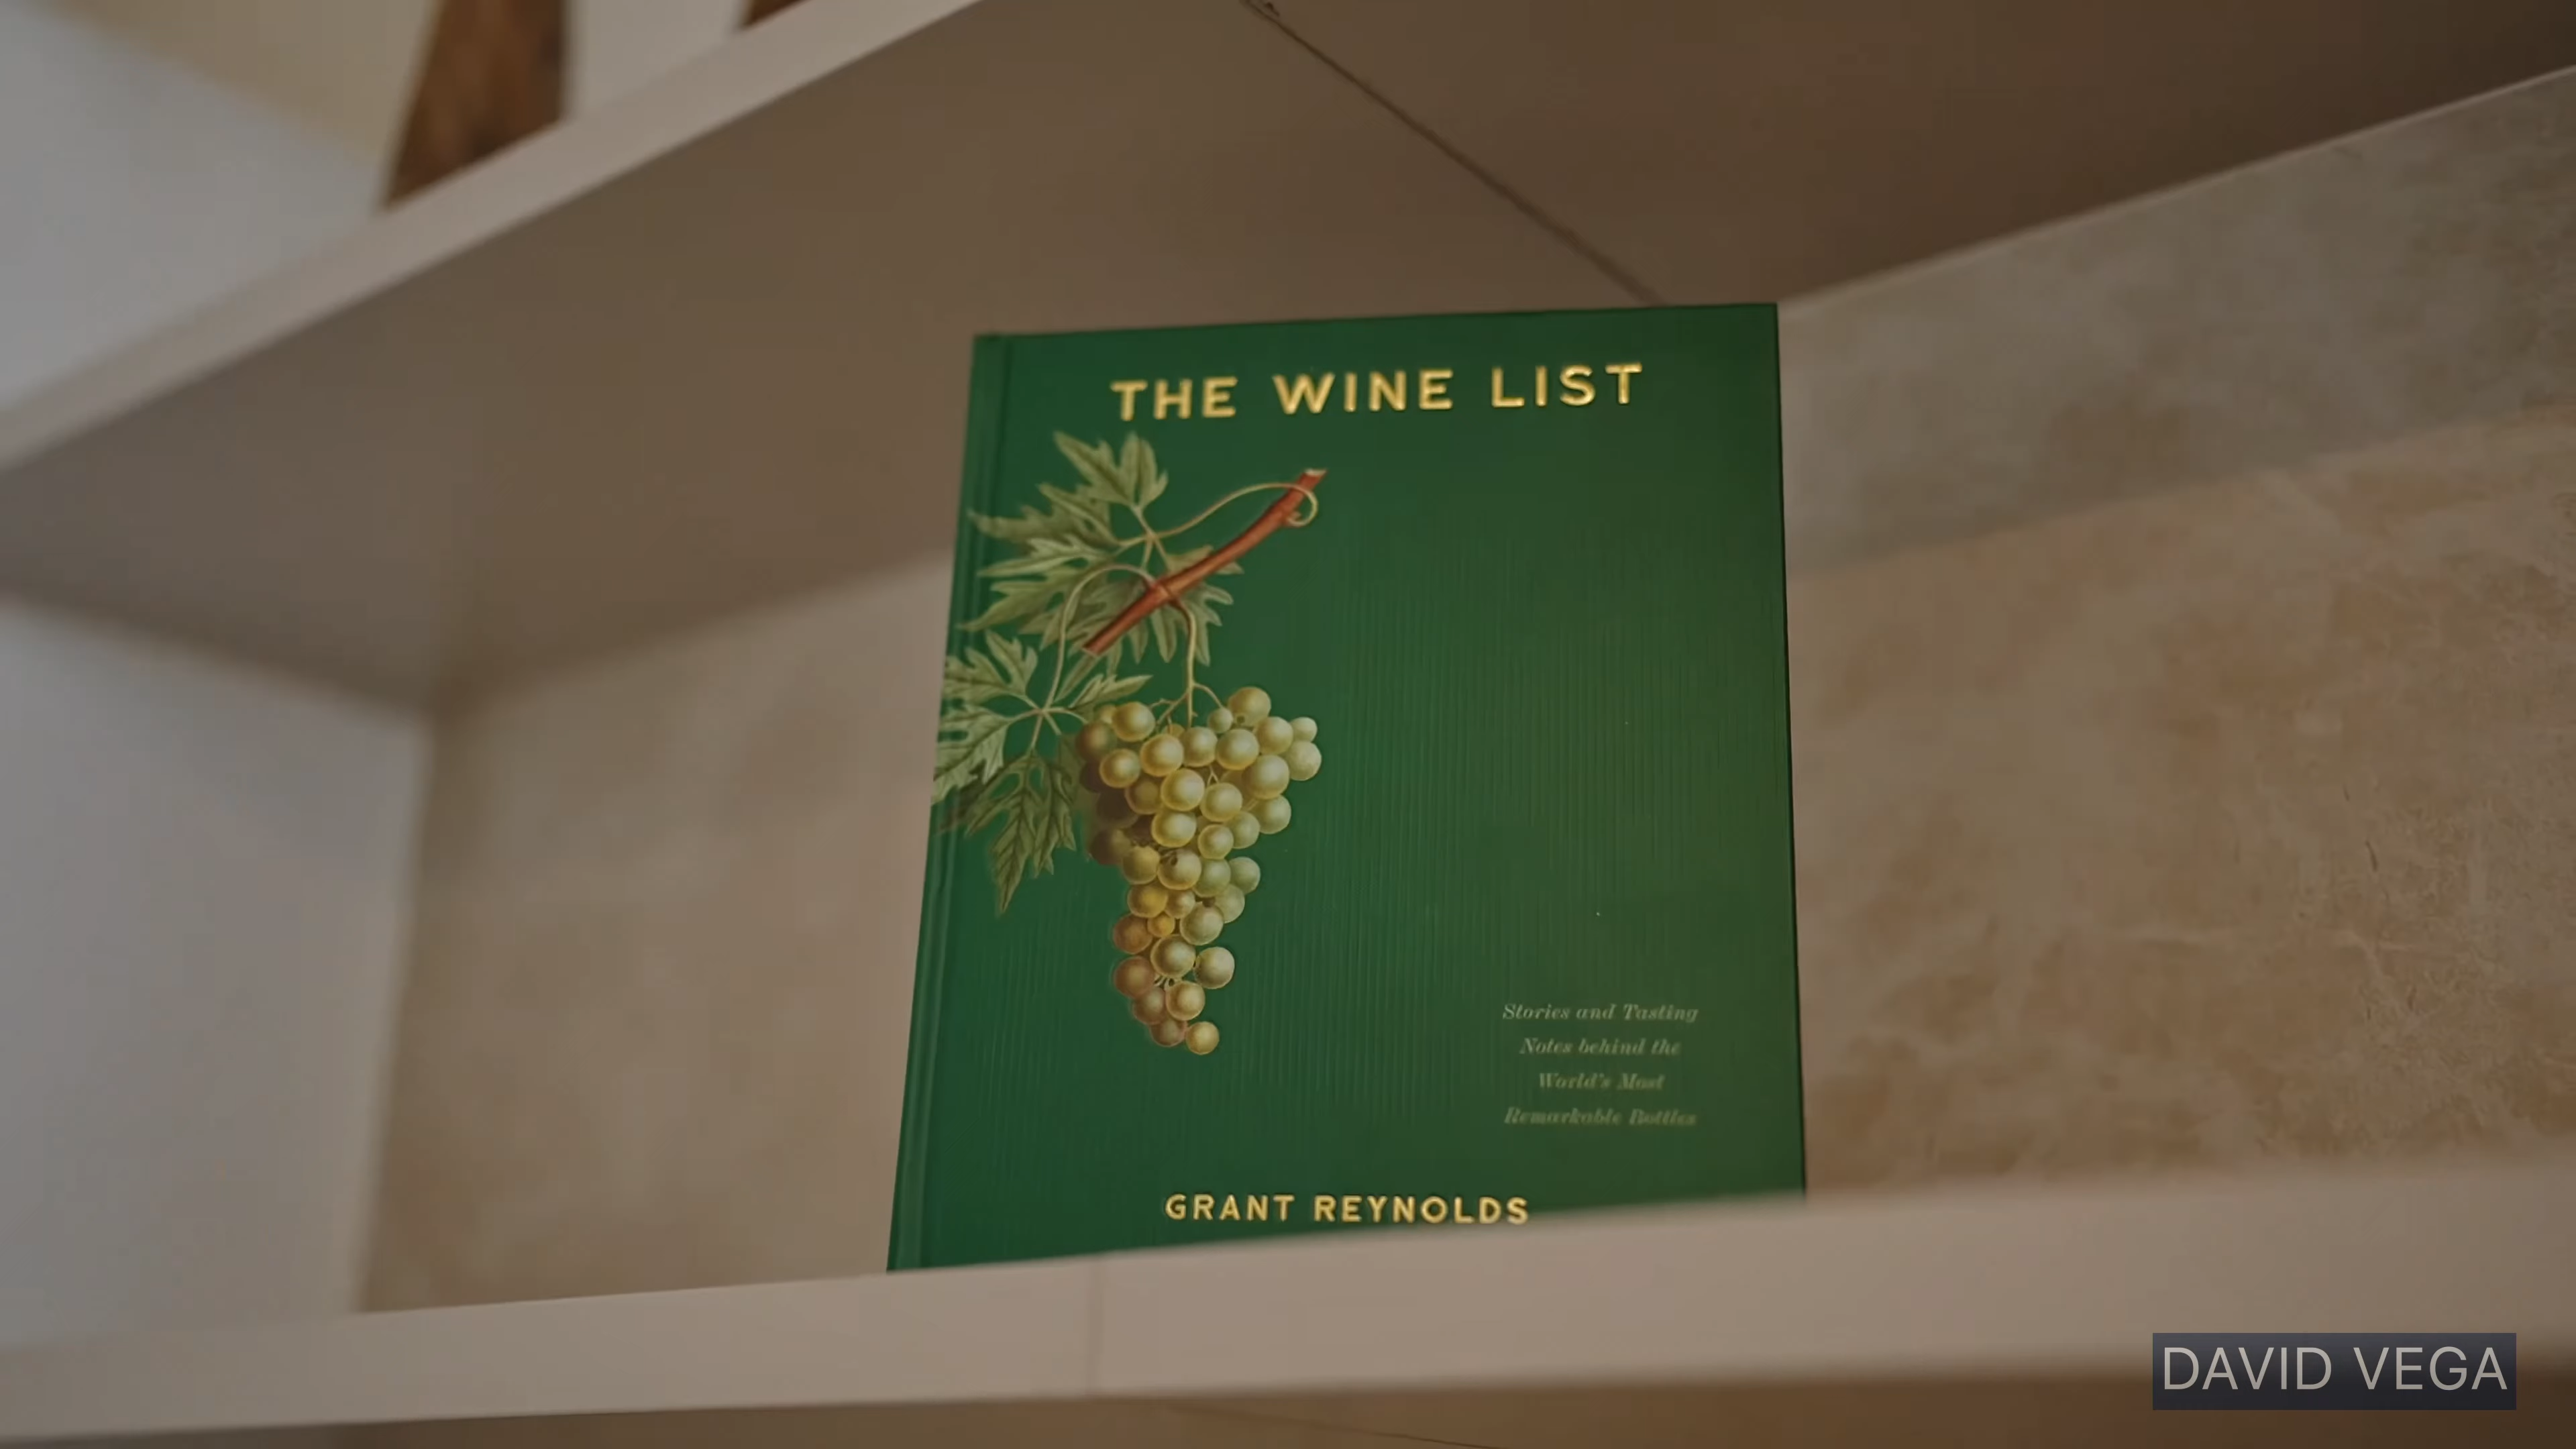 THE WINE LIST
Stories and Tasting
Notes behind the
World's Most
Remarkable Bottles
GRANT REYNOLDS
DAVID VEGA